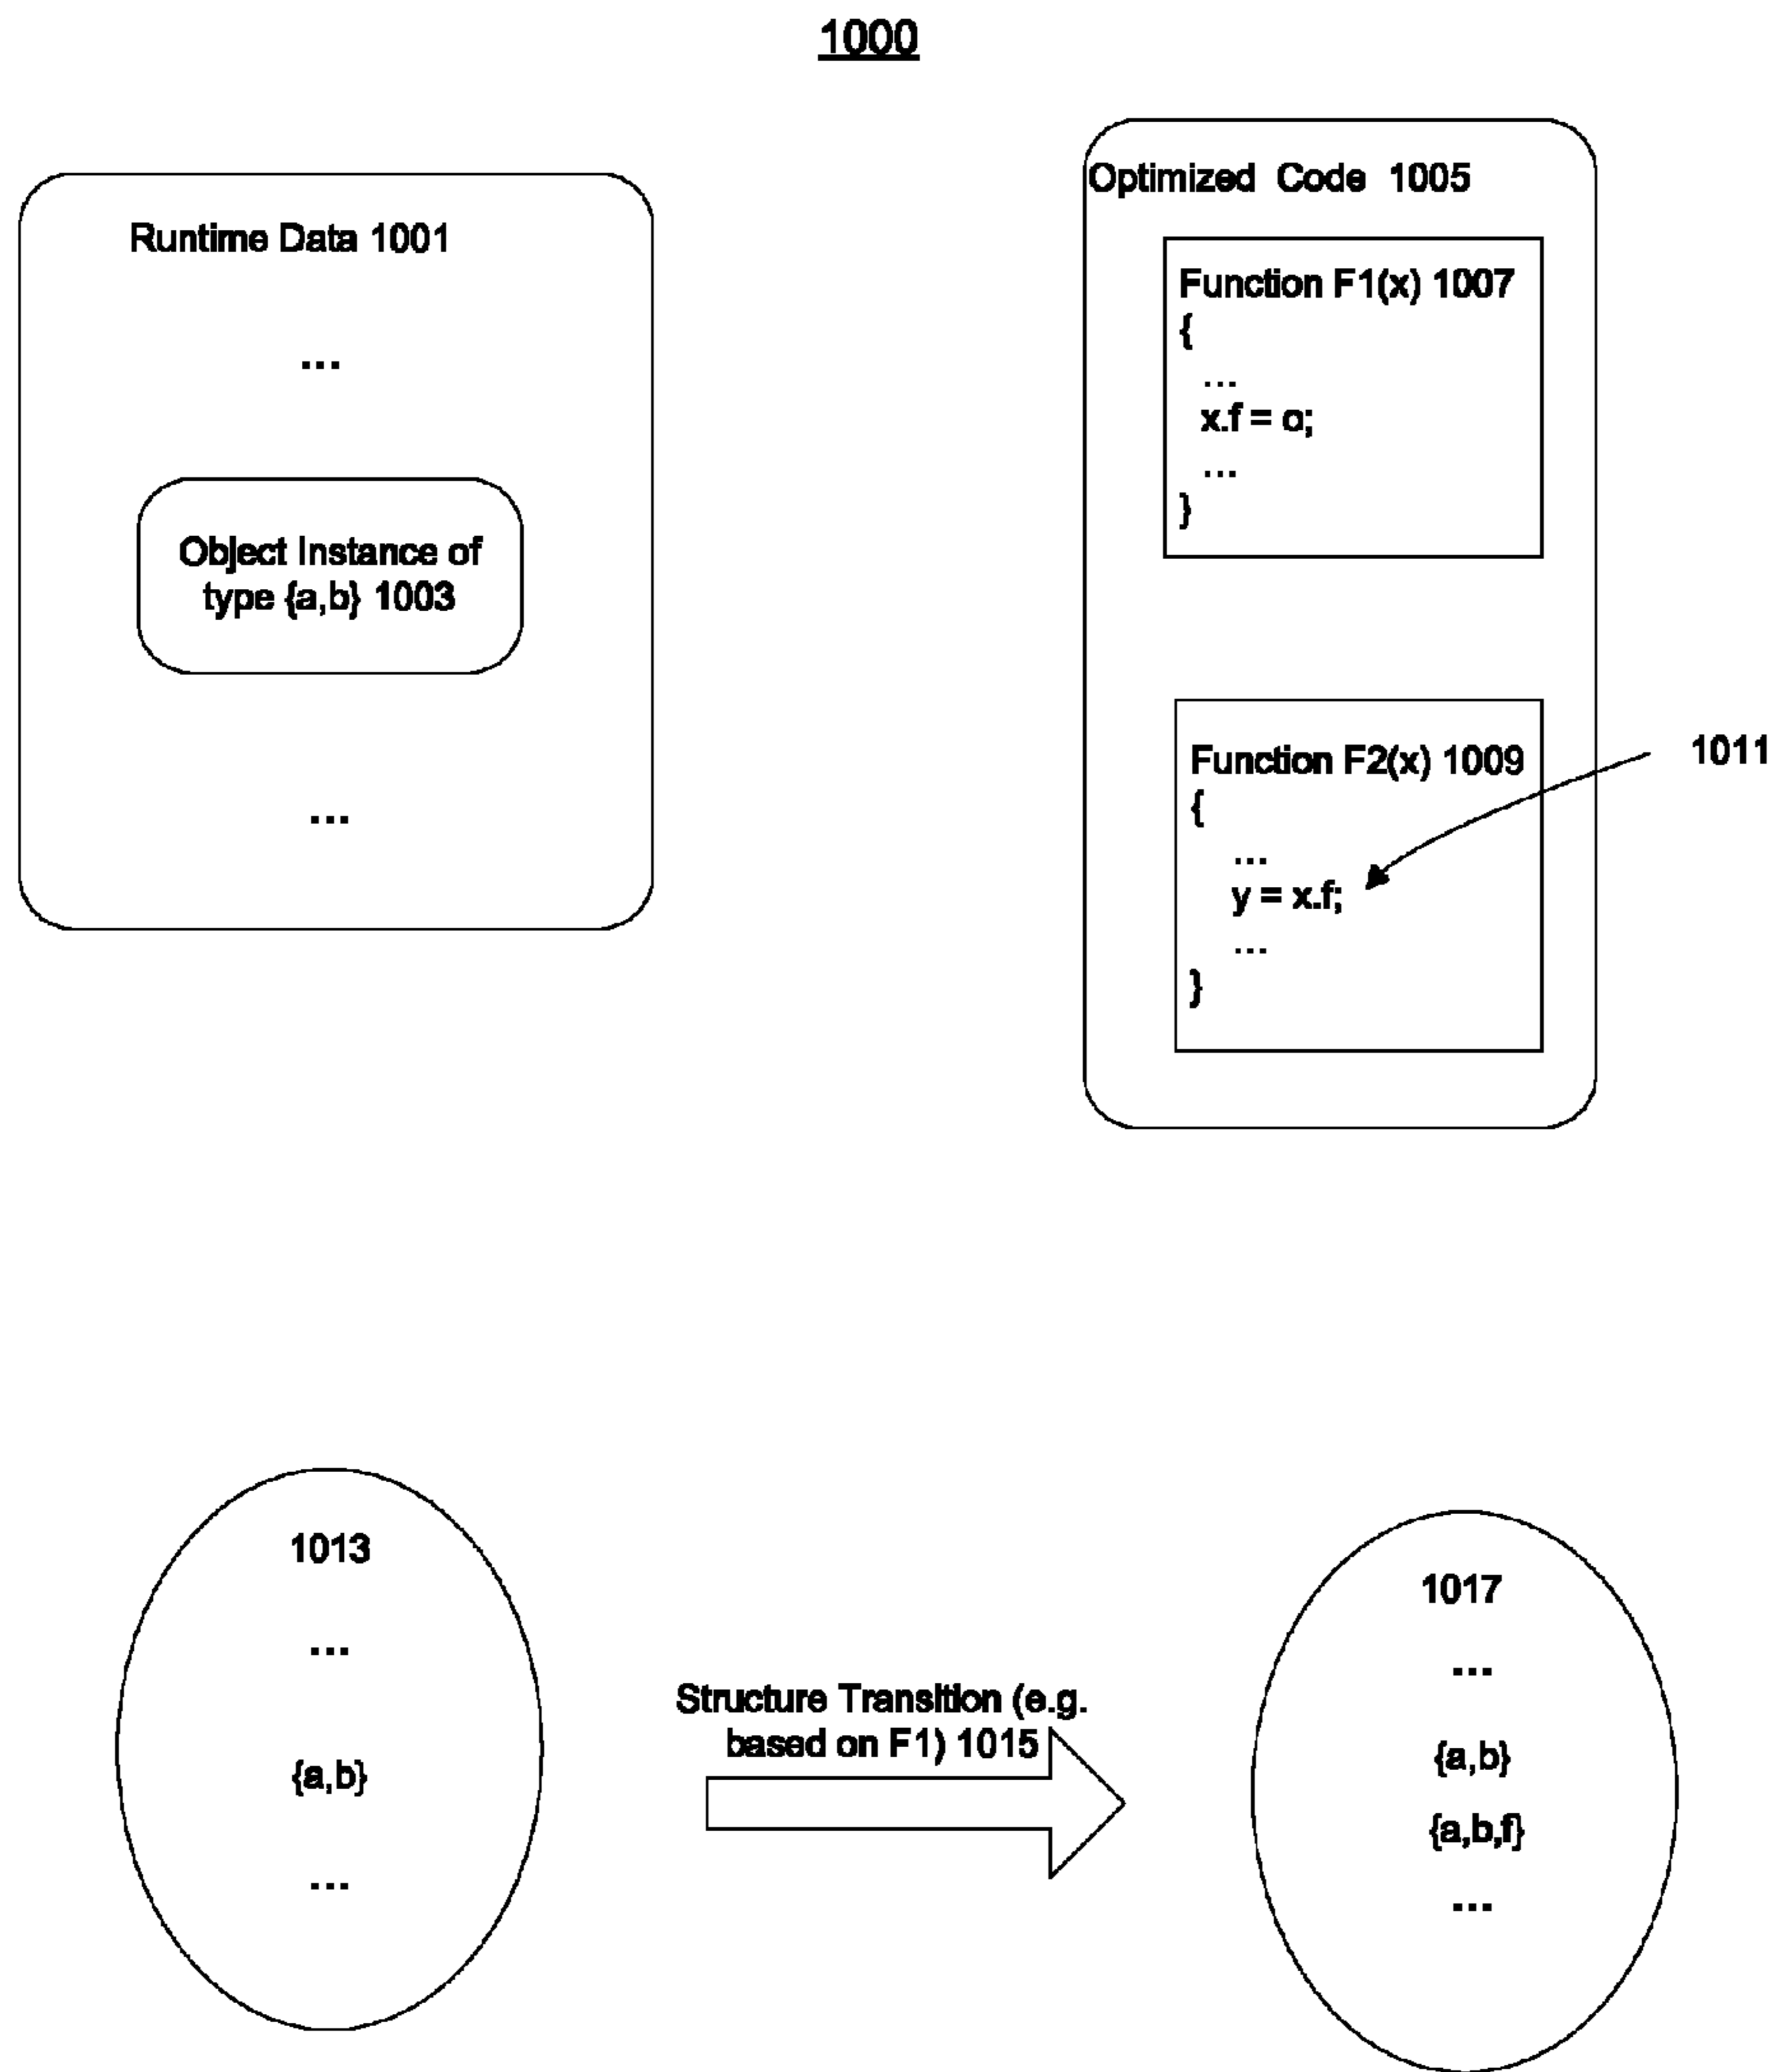 1000
Runtime Data 1001
...
Object Instance of
type {a,b} 1003
...
Optimized Code 1005
Function F1(x) 1007
{
...
x.f = o;
...
}
Function F2(x) 1009
{
...
y = x.f;
...
}
1011
1013
...
{a,b}
...
Structure Transition (e.g.
based on F1) 1015
1017
...
{a,b}
{a,b,f}
...